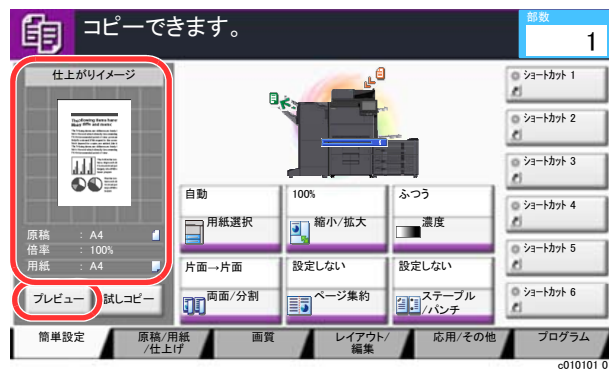 コピーできます。
部数
1
仕上がりイメージ
原稿 : A4
倍率 : 100%
用紙 : A4
プレビュー
試しコピー
自動
用紙選択
100%
縮小/拡大
ふつう
濃度
片面→片面
両面/分割
設定しない
ページ集約
設定しない
ステープル
/パンチ
ショートカット 1
ショートカット 2
ショートカット 3
ショートカット 4
ショートカット 5
ショートカット 6
簡単設定
原稿/用紙
/仕上げ
画質
レイアウト/
編集
応用/その他
プログラム
c010101 0